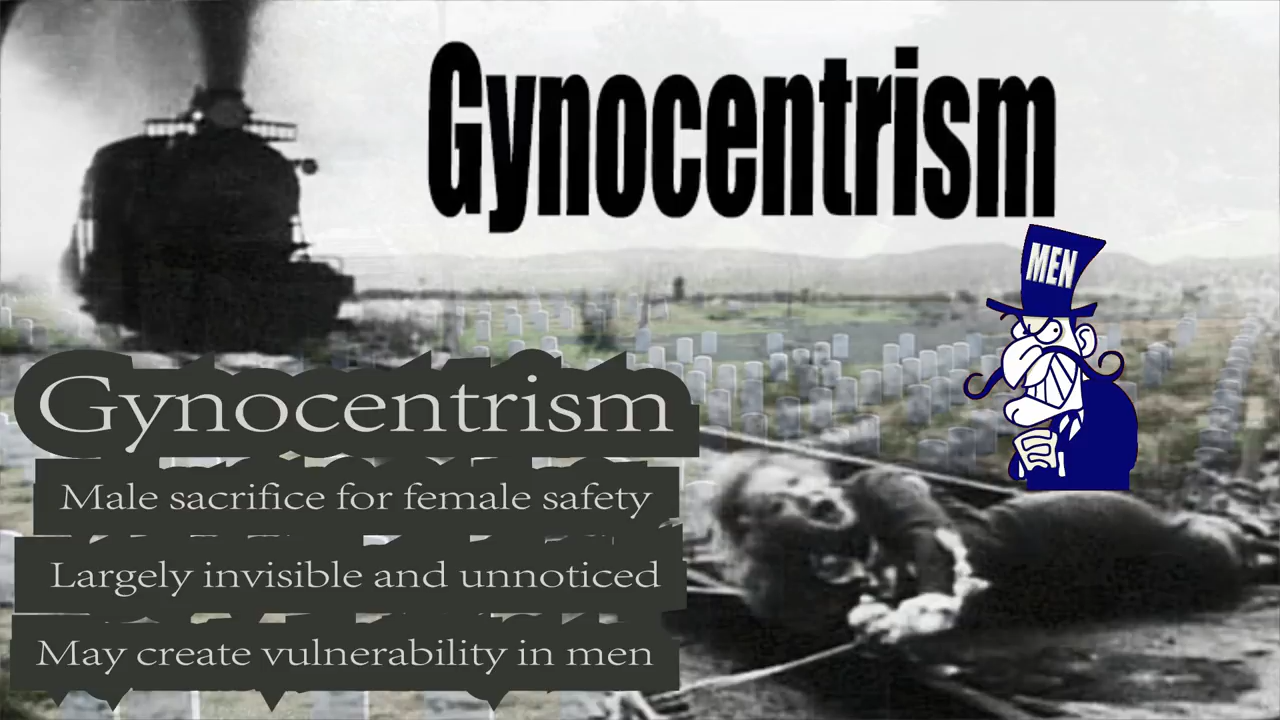 Gynocentrism
MEN
Gynocentrism
Male sacrifice for female safety
Largely invisible and unnoticed
May create vulnerability in men